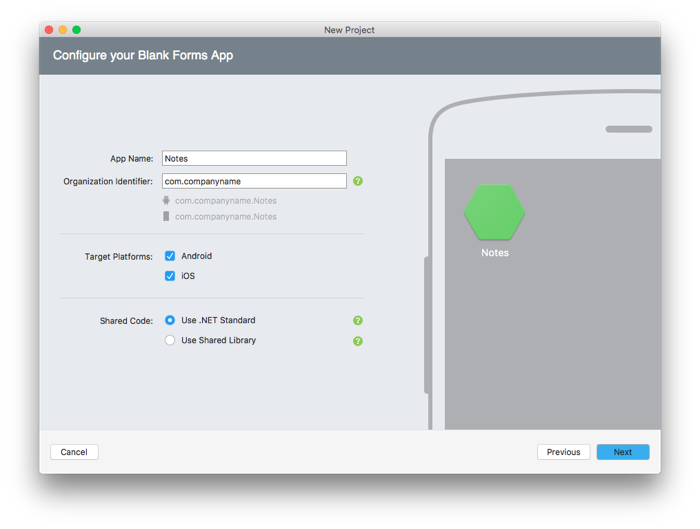 New Project
Configure your Blank Forms App
App Name: Notes
Organization Identifier: com.companyname ?
com.companyname.Notes
com.companyname.Notes
Target Platforms: Android
iOS
Shared Code: Use .NET Standard ?
Use Shared Library ?
Notes
Cancel Previous Next